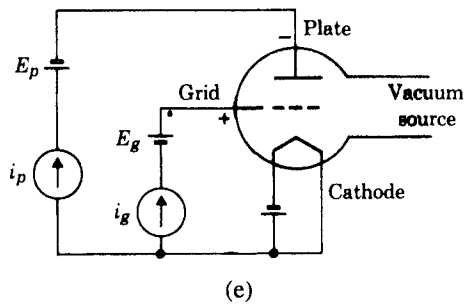 Plate
−
E_p
Grid
Vacuum
source
+
E_g
i_p
Cathode
i_g
(e)